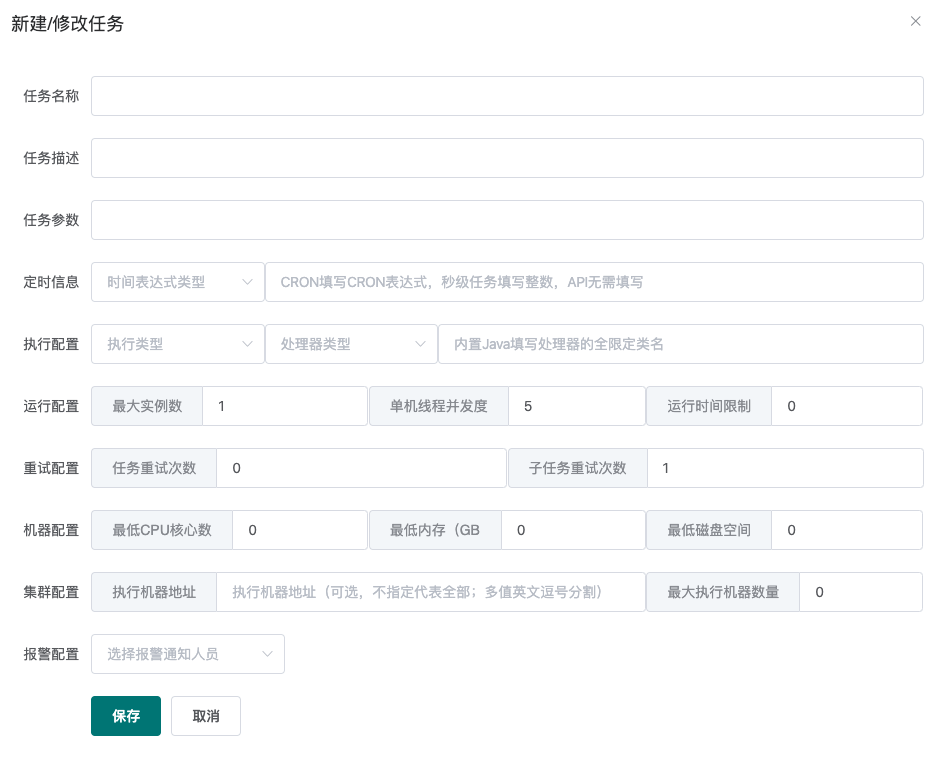 新建/修改任务
任务名称
任务描述
任务参数
定时信息 时间表达式类型 CRON填写CRON表达式，秒级任务填写整数，API无需填写
执行配置 执行类型 处理器类型 内置Java填写处理器的全限定类名
运行配置 最大实例数 1 单机线程并发度 5 运行时间限制 0
重试配置 任务重试次数 0 子任务重试次数 1
机器配置 最低CPU核心数 0 最低内存（GB 0 最低磁盘空间 0
集群配置 执行机器地址 执行机器地址（可选，不指定代表全部；多值英文逗号分割） 最大执行机器数量 0
报警配置 选择报警通知人员
保存 取消